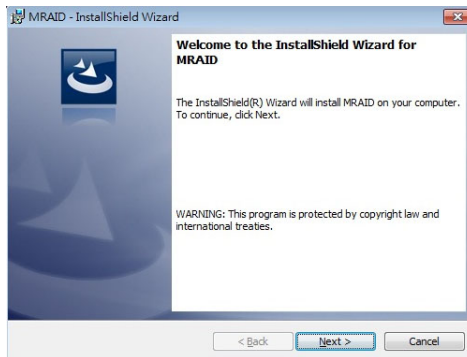 MRAID - InstallShield Wizard
Welcome to the InstallShield Wizard for
MRAID
The InstallShield(R) Wizard will install MRAID on your computer.
To continue, click Next.
WARNING: This program is protected by copyright law and
international treaties.
< Back
Next >
Cancel